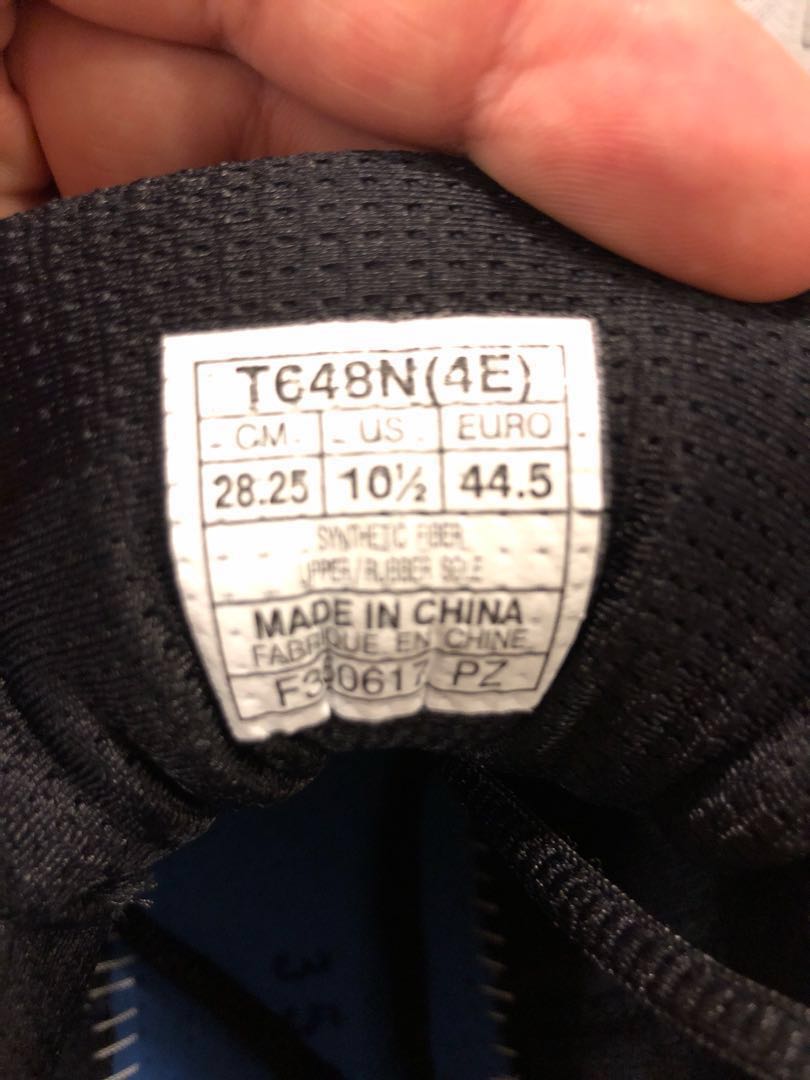 T648N(4E)
CM US EURO
28.25 10½ 44.5
SYNTHETIC FIBER
UPPER/RUBBER SOLE
MADE IN CHINA
FABRIQUE EN CHINE
PZ